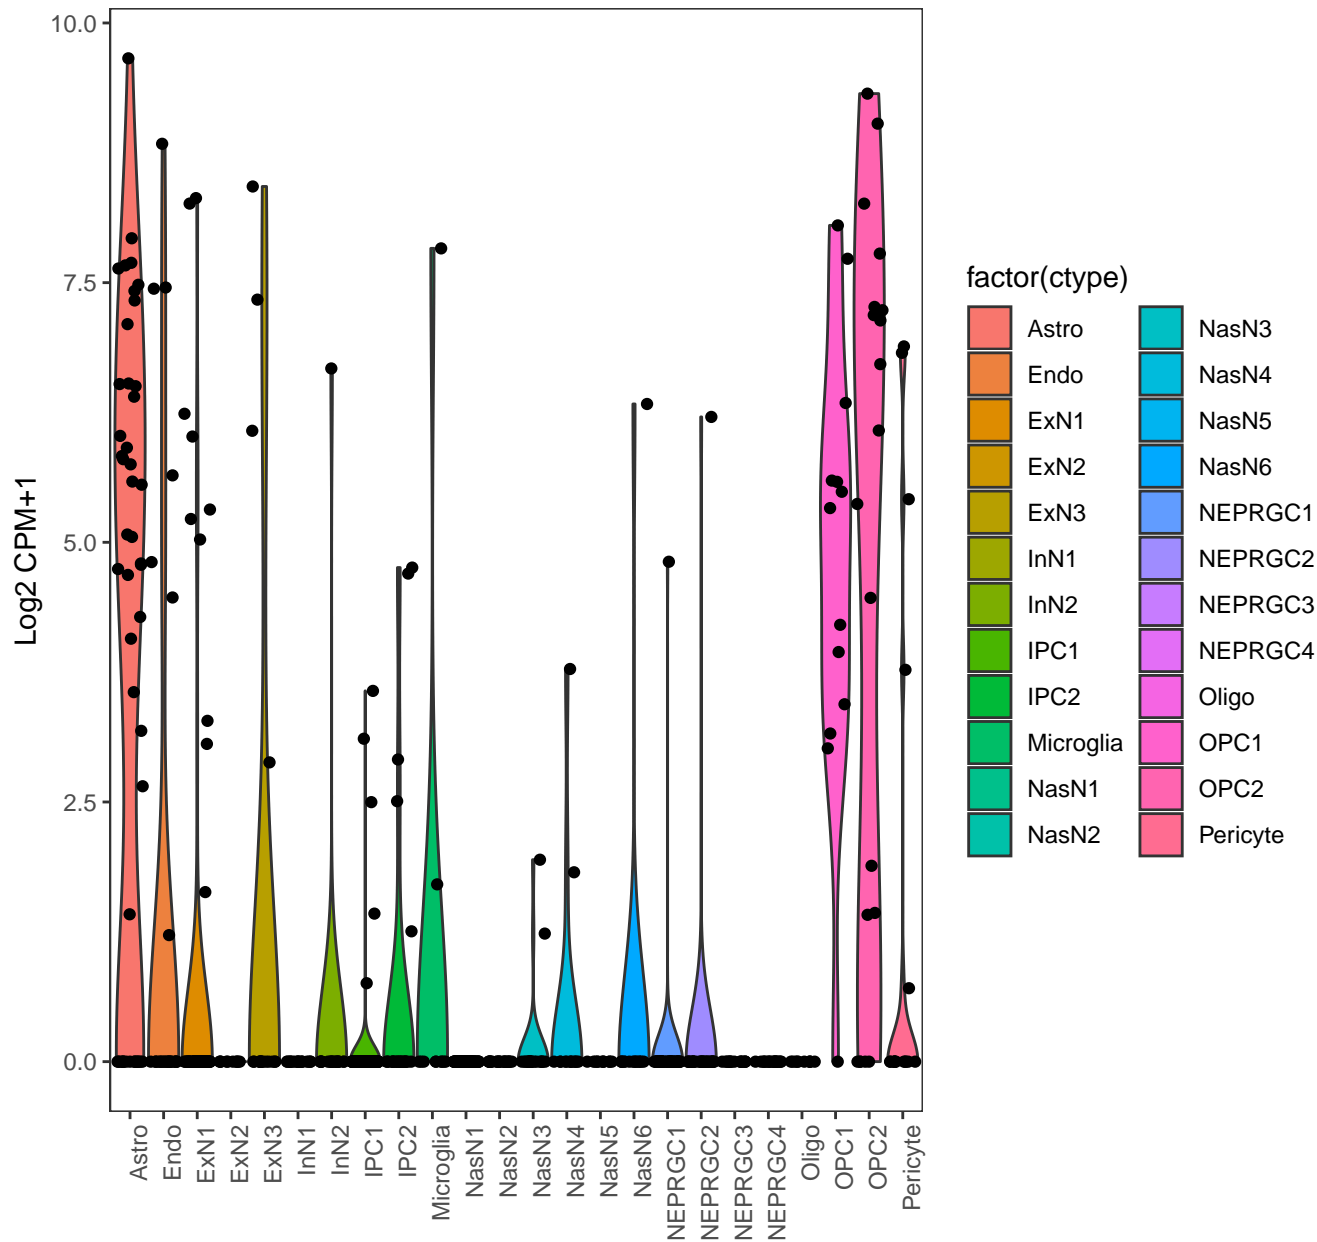 10.0
7.5
5.0
2.5
0.0
Log2 CPM+1
Astro
Endo
ExN1
ExN2
ExN3
InN1
InN2
IPC1
IPC2
Microglia
NasN1
NasN2
NasN3
NasN4
NasN5
NasN6
NEPRGC1
NEPRGC2
NEPRGC3
NEPRGC4
Oligo
OPC1
OPC2
Pericyte
factor(ctype)
Astro
Endo
ExN1
ExN2
ExN3
InN1
InN2
IPC1
IPC2
Microglia
NasN1
NasN2
NasN3
NasN4
NasN5
NasN6
NEPRGC1
NEPRGC2
NEPRGC3
NEPRGC4
Oligo
OPC1
OPC2
Pericyte